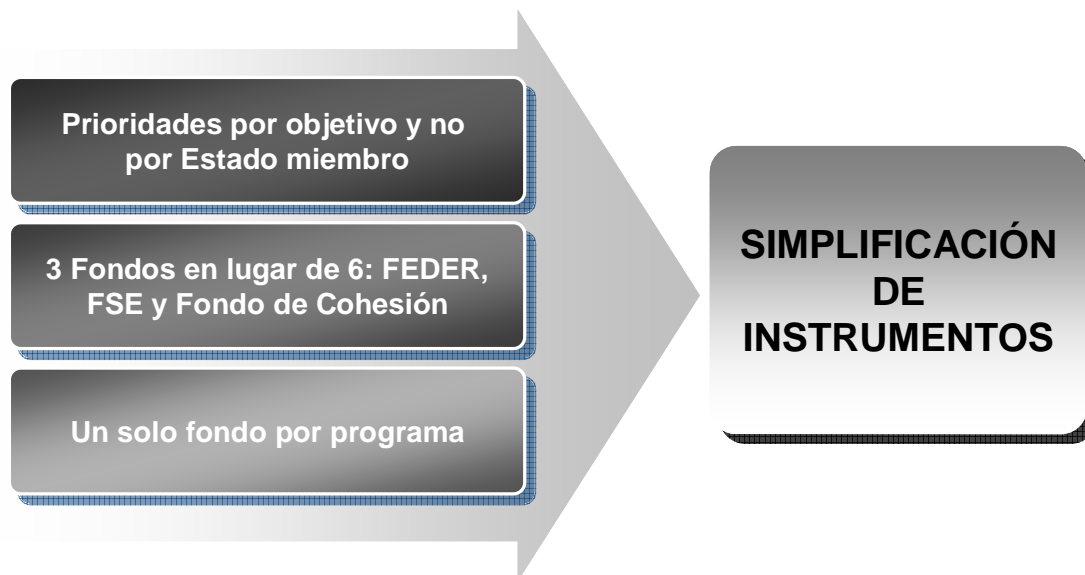 Prioridades por objetivo y no
por Estado miembro
3 Fondos en lugar de 6: FEDER,
FSE y Fondo de Cohesión
Un solo fondo por programa
SIMPLIFICACIÓN
DE
INSTRUMENTOS